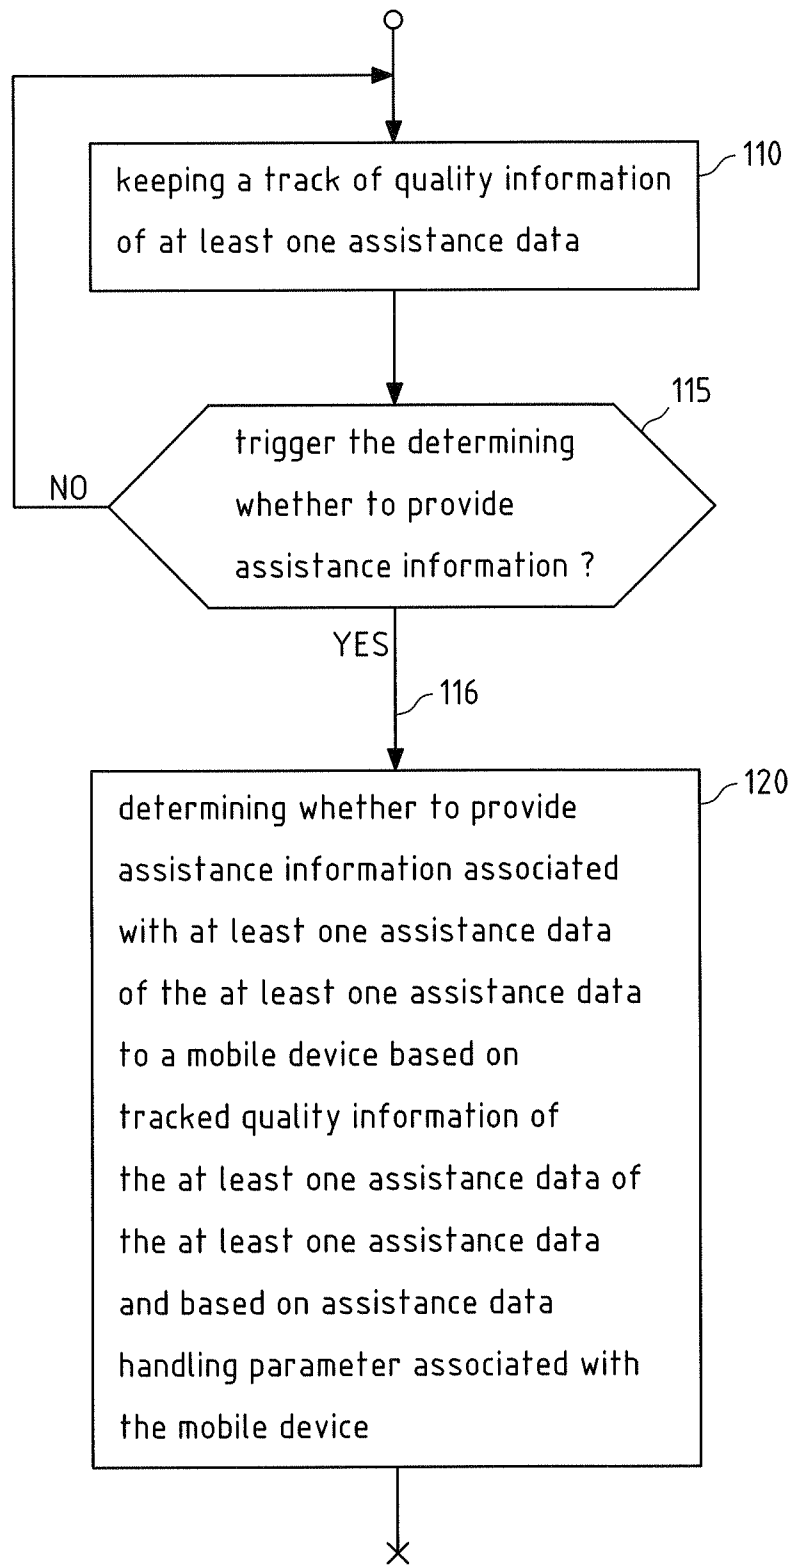 110
keeping a track of quality information
of at least one assistance data
115
trigger the determining
whether to provide
assistance information ?
NO
YES
116
120
determining whether to provide
assistance information associated
with at least one assistance data
of the at least one assistance data
to a mobile device based on
tracked quality information of
the at least one assistance data of
the at least one assistance data
and based on assistance data
handling parameter associated with
the mobile device